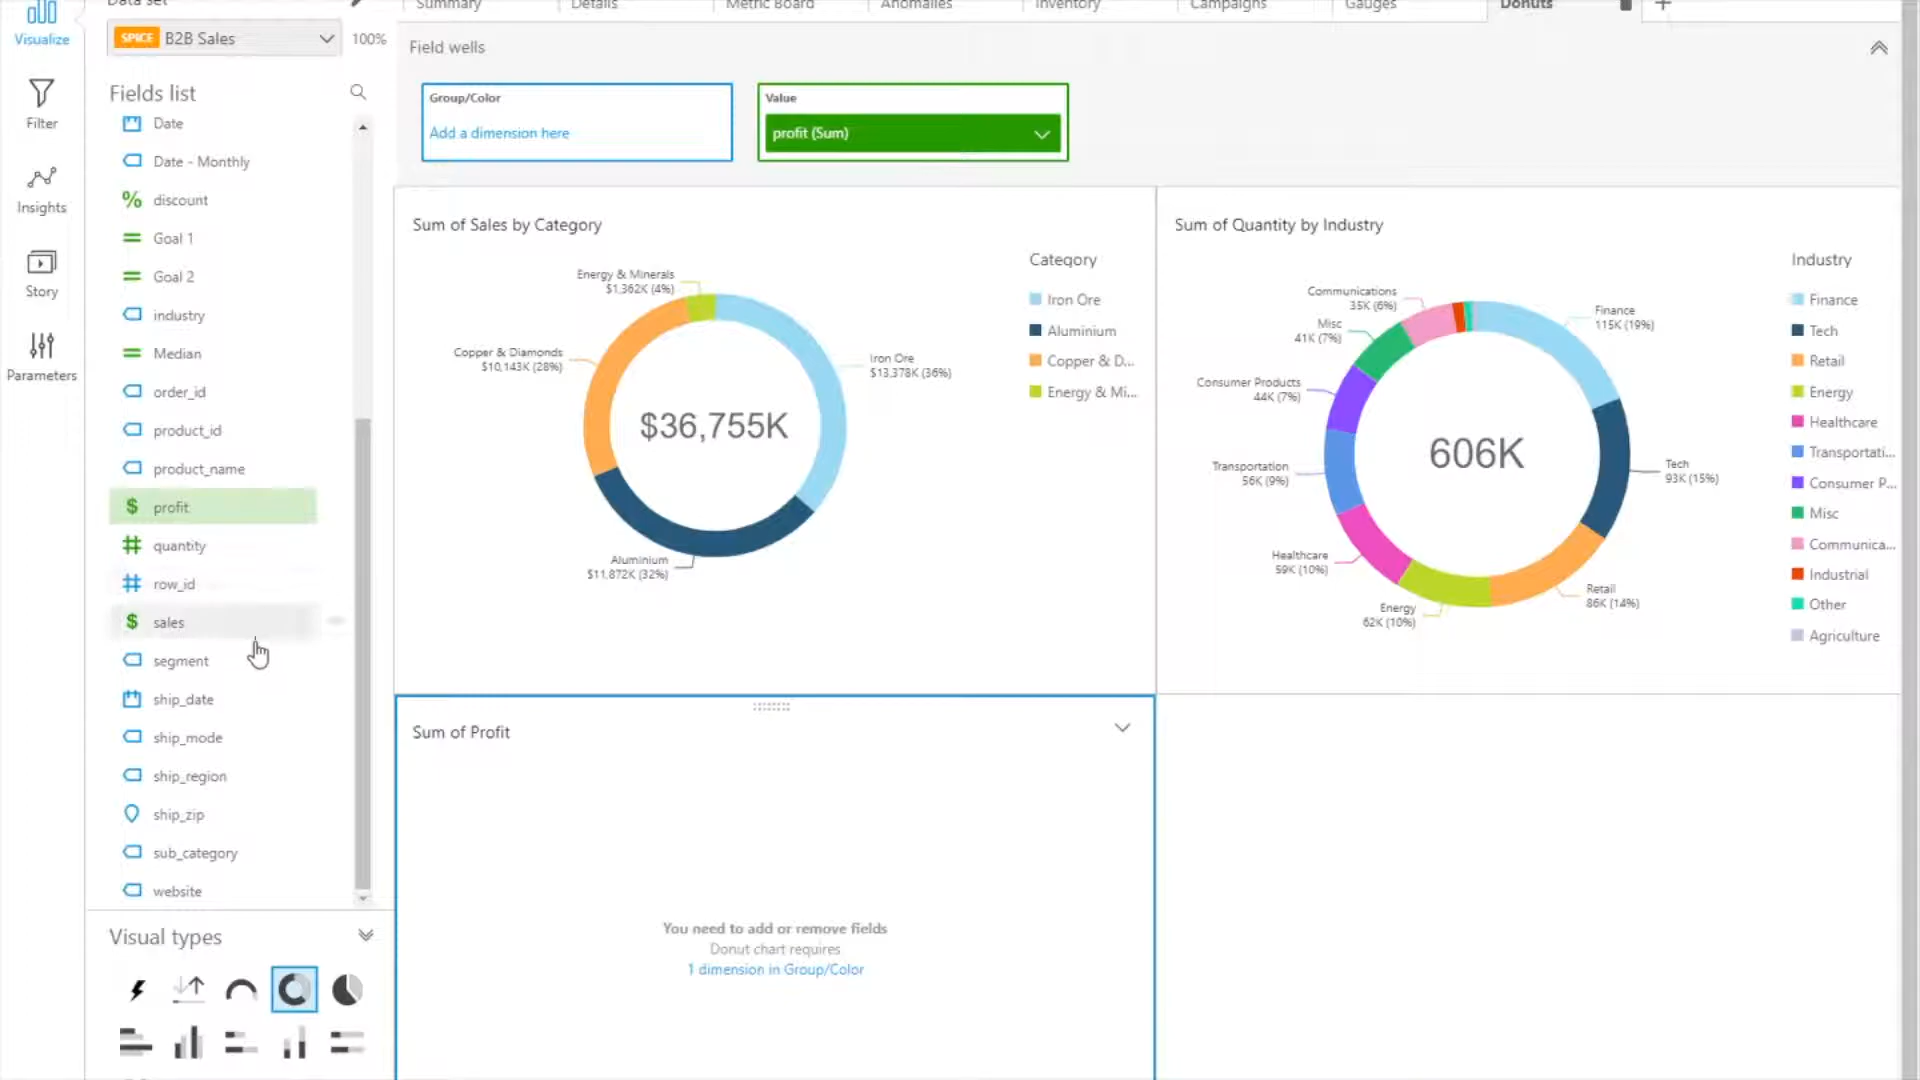 Data set
Summary
Details
Metric Board
Anomalies
Inventory
Campaigns
Gauges
Donuts
Visualize
SPICE B2B Sales
100%
Field wells
Fields list
Group/Color
Add a dimension here
Value
profit (Sum)
Filter
Insights
Story
Parameters
Date
Date - Monthly
discount
Goal 1
Goal 2
industry
Median
order_id
product_id
product_name
profit
quantity
row_id
sales
segment
ship_date
ship_mode
ship_region
ship_zip
sub_category
website
Visual types
Sum of Sales by Category
Energy & Minerals
$1,362K (4%)
Copper & Diamonds
$10,143K (28%)
Iron Ore
$13,378K (36%)
$36,755K
Aluminium
$11,872K (32%)
Category
Iron Ore
Aluminium
Copper & D...
Energy & Mi...
Sum of Quantity by Industry
Communications
35K (6%)
Misc
41K (7%)
Finance
115K (19%)
Consumer Products
44K (7%)
606K
Transportation
56K (9%)
Tech
93K (15%)
Healthcare
59K (10%)
Retail
86K (14%)
Energy
62K (10%)
Industry
Finance
Tech
Retail
Energy
Healthcare
Transportati...
Consumer P...
Misc
Communica...
Industrial
Other
Agriculture
Sum of Profit
You need to add or remove fields
Donut chart requires
1 dimension in Group/Color